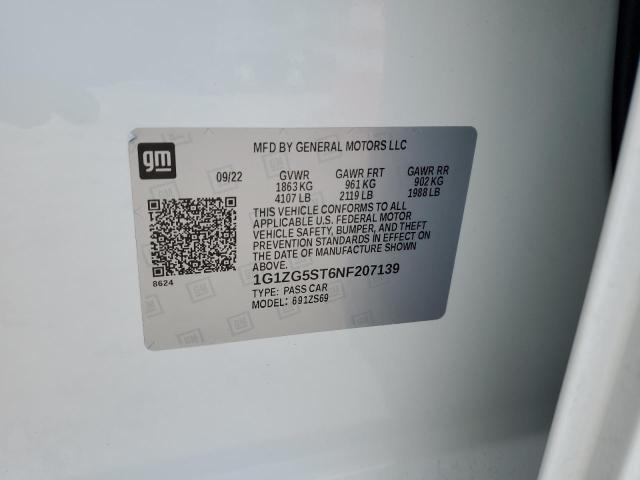 gm
MFD BY GENERAL MOTORS LLC
09/22 GVWR GAWR FRT GAWR RR
1863 KG 961 KG 902 KG
4107 LB 2119 LB 1988 LB
THIS VEHICLE CONFORMS TO ALL
APPLICABLE U.S. FEDERAL MOTOR
VEHICLE SAFETY, BUMPER, AND THEFT
PREVENTION STANDARDS IN EFFECT ON
THE DATE OF MANUFACTURE SHOWN
ABOVE.
8624
1G1ZG5ST6NF207139
TYPE: PASS CAR
MODEL: 691ZS69